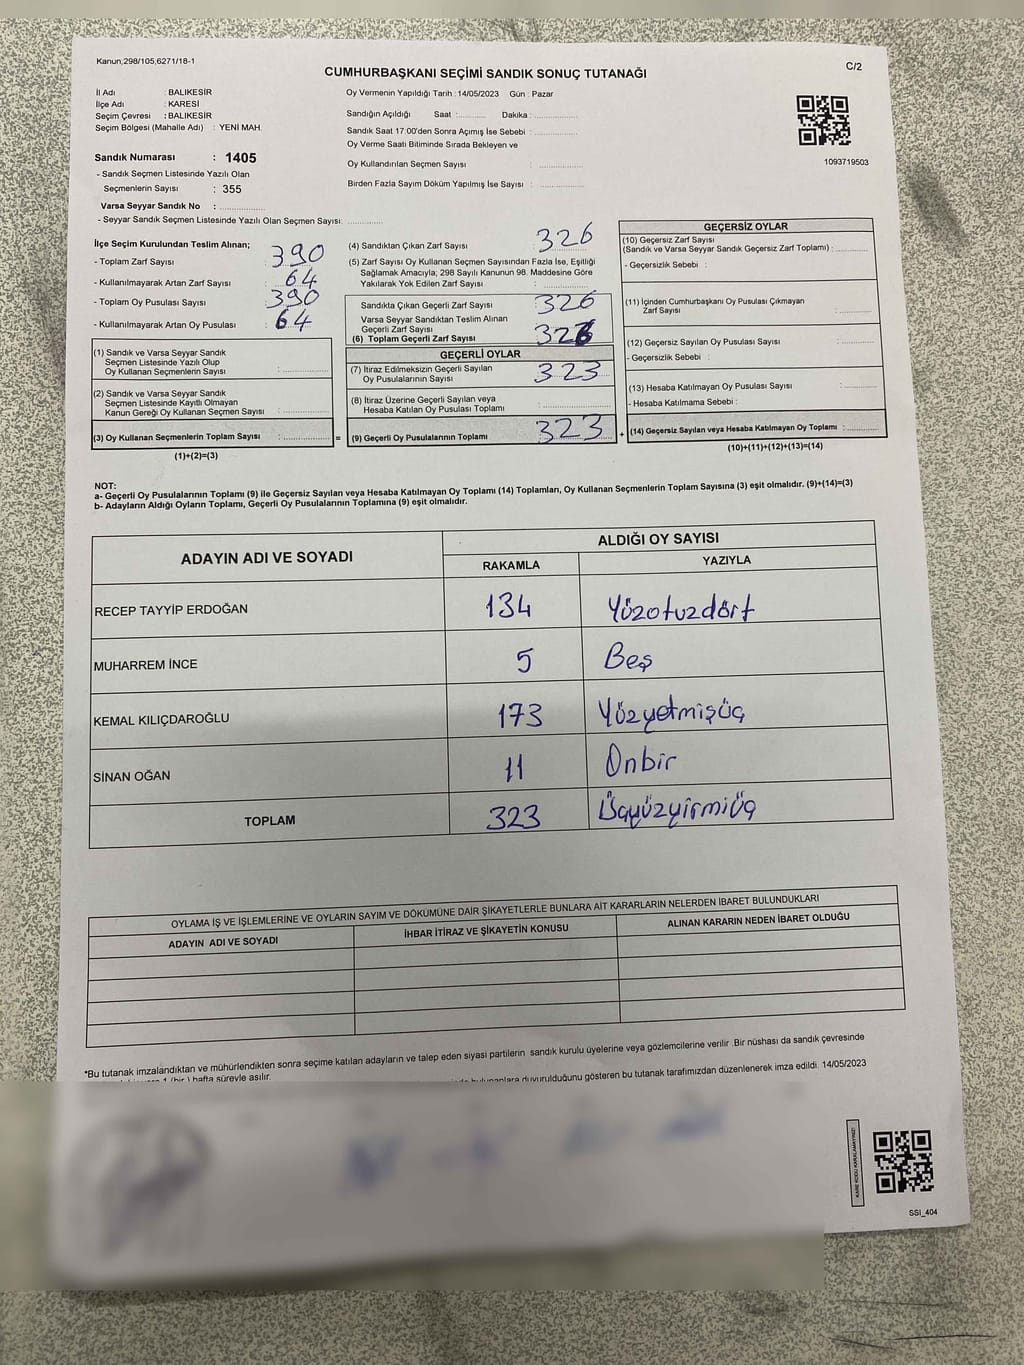 Kanun,298/105,6271/18-1
C/2
CUMHURBAŞKANI SEÇİMİ SANDIK SONUÇ TUTANAĞI
İl Adı : BALIKESİR
İlçe Adı : KARESİ
Seçim Çevresi : BALIKESİR
Seçim Bölgesi (Mahalle Adı) : YENİ MAH.
Sandık Numarası : 1405
- Sandık Seçmen Listesinde Yazılı Olan
Seçmenlerin Sayısı : 355
Varsa Seyyar Sandık No :
- Seyyar Sandık Seçmen Listesinde Yazılı Olan Seçmen Sayısı:
Oy Vermenin Yapıldığı Tarih : 14/05/2023 Gün : Pazar
Sandığın Açıldığı Saat : Dakika :
Sandık Saat 17:00'den Sonra Açımış İse Sebebi :
Oy Verme Saati Bitiminde Sırada Bekleyen ve
Oy Kullandırılan Seçmen Sayısı :
Birden Fazla Sayım Döküm Yapılmış İse Sayısı :
1093719503
İlçe Seçim Kurulundan Teslim Alınan;
- Toplam Zarf Sayısı : 390
- Kullanılmayarak Artan Zarf Sayısı : 64
- Toplam Oy Pusulası Sayısı : 390
- Kullanılmayarak Artan Oy Pusulası : 64
(1) Sandık ve Varsa Seyyar Sandık
Seçmen Listesinde Yazılı Olup
Oy Kullanan Seçmenlerin Sayısı :
(2) Sandık ve Varsa Seyyar Sandık
Seçmen Listesinde Kayıtlı Olmayan
Kanun Gereği Oy Kullanan Seçmen Sayısı :
(3) Oy Kullanan Seçmenlerin Toplam Sayısı : =
(1)+(2)=(3)
(4) Sandıktan Çıkan Zarf Sayısı : 326
(5) Zarf Sayısı Oy Kullanan Seçmen Sayısından Fazla İse, Eşitliği
Sağlamak Amacıyla, 298 Sayılı Kanunun 98. Maddesine Göre
Yakılarak Yok Edilen Zarf Sayısı :
Sandıkta Çıkan Geçerli Zarf Sayısı : 326
Varsa Seyyar Sandıktan Teslim Alınan
Geçerli Zarf Sayısı :
(6) Toplam Geçerli Zarf Sayısı : 326
GEÇERLİ OYLAR
(7) İtiraz Edilmeksizin Geçerli Sayılan
Oy Pusulalarının Sayısı : 323
(8) İtiraz Üzerine Geçerli Sayılan veya
Hesaba Katılan Oy Pusulası Toplamı :
(9) Geçerli Oy Pusulalarının Toplamı : 323 +
GEÇERSİZ OYLAR
(10) Geçersiz Zarf Sayısı
(Sandık ve Varsa Seyyar Sandık Geçersiz Zarf Toplamı) :
- Geçersizlik Sebebi :
(11) İçinden Cumhurbaşkanı Oy Pusulası Çıkmayan
Zarf Sayısı :
(12) Geçersiz Sayılan Oy Pusulası Sayısı :
- Geçersizlik Sebebi :
(13) Hesaba Katılmayan Oy Pusulası Sayısı :
- Hesaba Katılmama Sebebi :
(14) Geçersiz Sayılan veya Hesaba Katılmayan Oy Toplamı :
(10)+(11)+(12)+(13)=(14)
NOT:
a- Geçerli Oy Pusulalarının Toplamı (9) ile Geçersiz Sayılan veya Hesaba Katılmayan Oy Toplamı (14) Toplamları, Oy Kullanan Seçmenlerin Toplam Sayısına (3) eşit olmalıdır. (9)+(14)=(3)
b- Adayların Aldığı Oyların Toplamı, Geçerli Oy Pusulalarının Toplamına (9) eşit olmalıdır.
ADAYIN ADI VE SOYADI
ALDIĞI OY SAYISI
RAKAMLA YAZIYLA
RECEP TAYYİP ERDOĞAN 134 Yüzotuzdört
MUHARREM İNCE 5 Beş
KEMAL KILIÇDAROĞLU 173 Yüzyetmişüç
SİNAN OĞAN 11 Onbir
TOPLAM 323 Üçyüzyirmiüç
OYLAMA İŞ VE İŞLEMLERİNE VE OYLARIN SAYIM VE DÖKÜMÜNE DAİR ŞİKAYETLERLE BUNLARA AİT KARARLARIN NELERDEN İBARET BULUNDUKLARI
ADAYIN ADI VE SOYADI İHBAR İTİRAZ VE ŞİKAYETİN KONUSU ALINAN KARARIN NEDEN İBARET OLDUĞU
*Bu tutanak imzalandıktan ve mühürlendikten sonra seçime katılan adayların ve talep eden siyasi partilerin sandık kurulu üyelerine veya gözlemcilerine verilir .Bir nüshası da sandık çevresinde
1 (bir ) hafta süreyle asılır.
bulunanlara duyurulduğunu gösteren bu tutanak tarafımızdan düzenlenerek imza edildi. 14/05/2023
KARE KODU KARALAMAYINIZ!
SSI_404